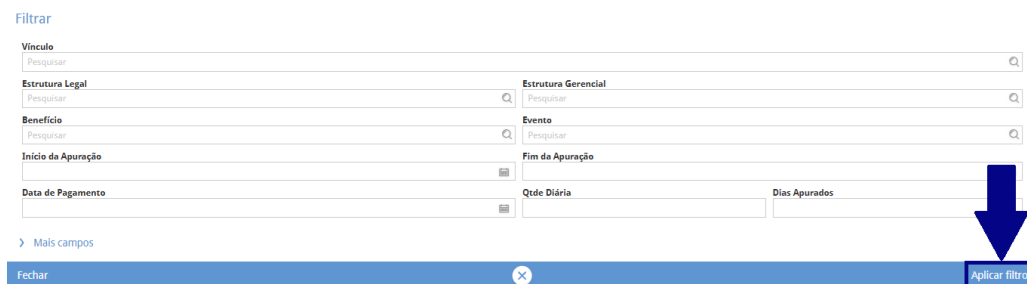 Filtrar
Vínculo
Pesquisar
Estrutura Legal Estrutura Gerencial
Pesquisar Pesquisar
Benefício Evento
Pesquisar Pesquisar
Início da Apuração Fim da Apuração
Data de Pagamento Qtde Diária Dias Apurados
Mais campos
Fechar Aplicar filtro